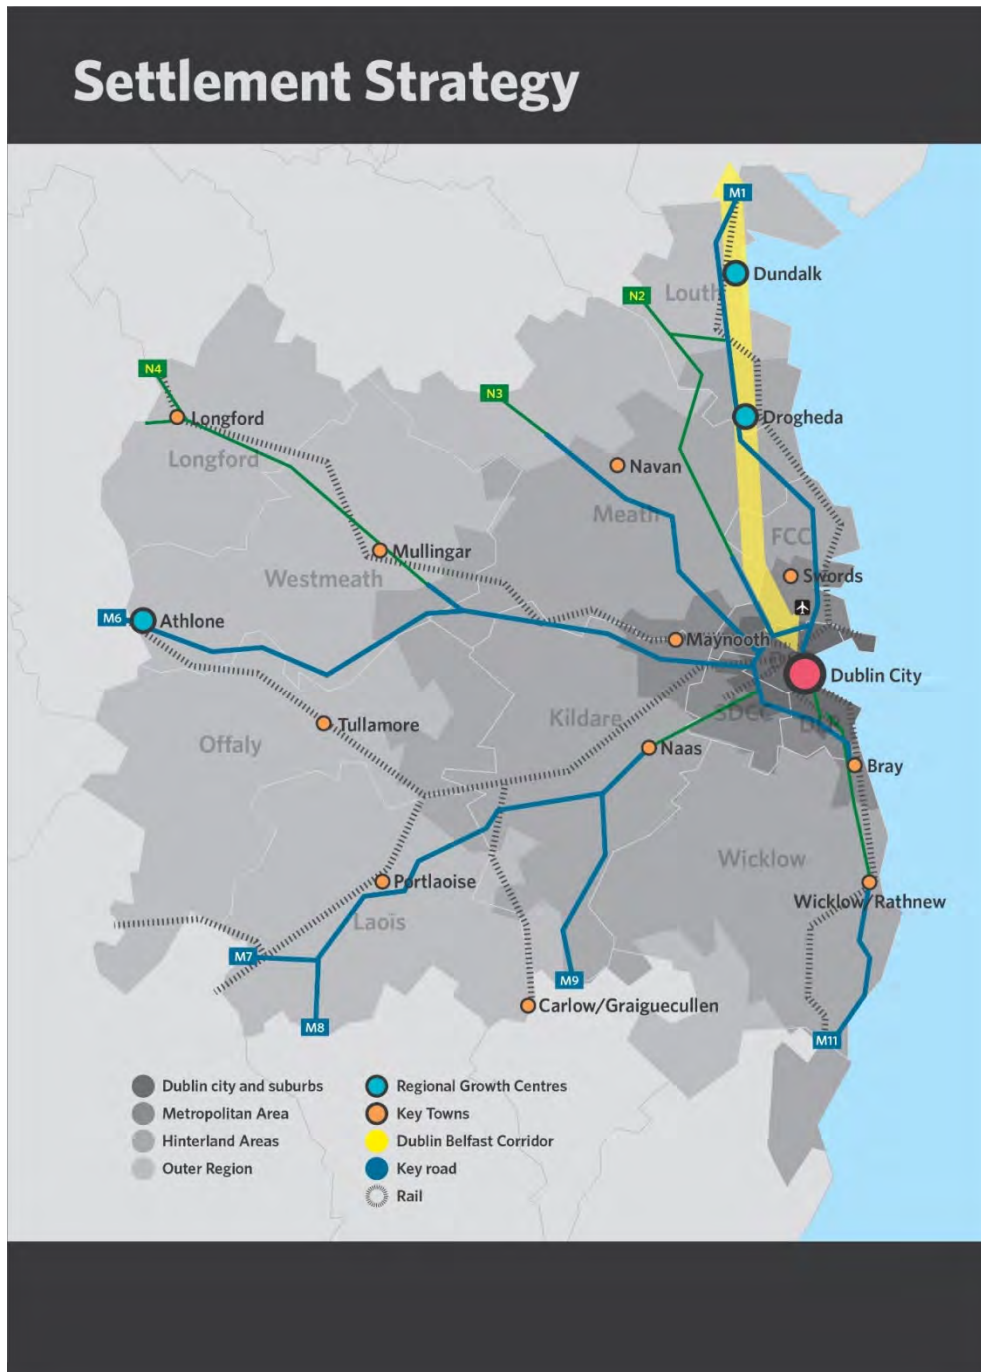 Settlement Strategy
M1
Dundalk
N2
Louth
N4
N3
Longford
Drogheda
Longford
Navan
Meath
FCC
Mullingar
Westmeath
Swords
M6
Athlone
Maynooth
Dublin City
Kildare
SDCC
Tullamore
Offaly
Naas
Bray
Wicklow
Portlaoise
Wicklow/Rathnew
Laois
M7
M9
Carlow/Graiguecullen
M8
M11
Dublin city and suburbs
Metropolitan Area
Hinterland Areas
Outer Region
Regional Growth Centres
Key Towns
Dublin Belfast Corridor
Key road
Rail